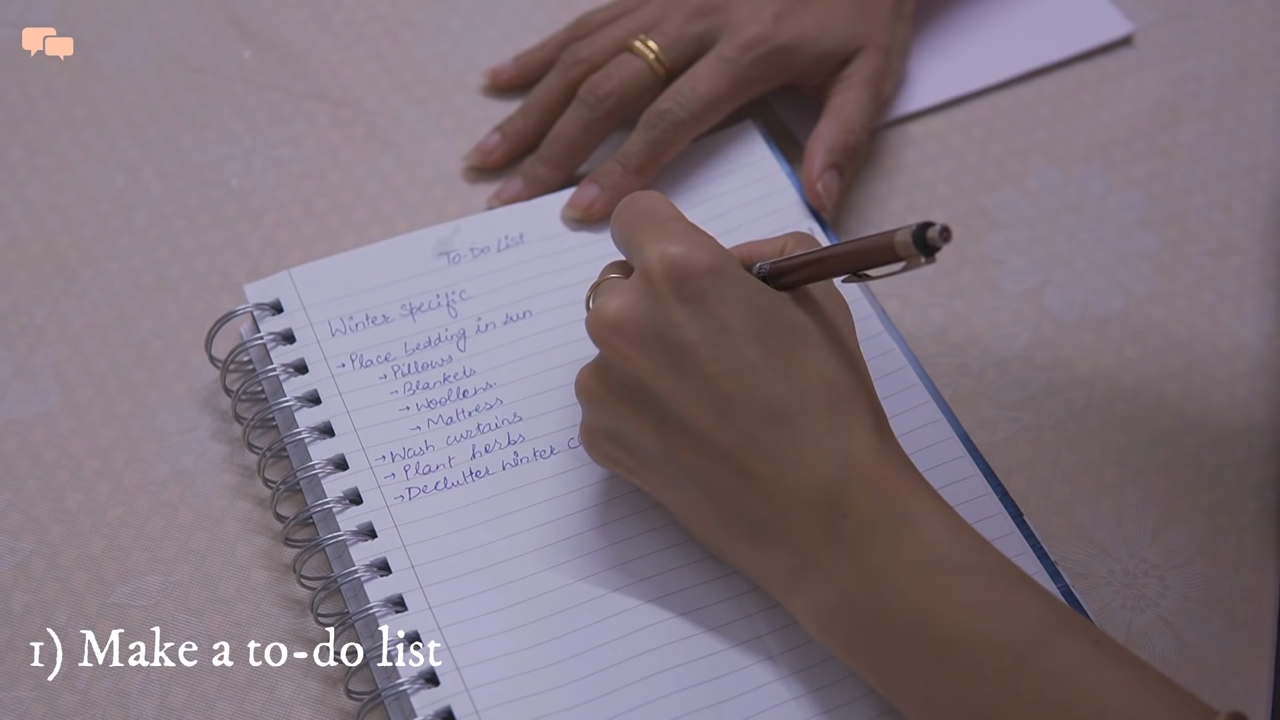 To-Do List
Winter Specific
→Place bedding in sun
→Pillows
→Blankets
→Woollens.
→Mattress
→Wash curtains
→Plant herbs
→Declutter winter
1) Make a to-do list